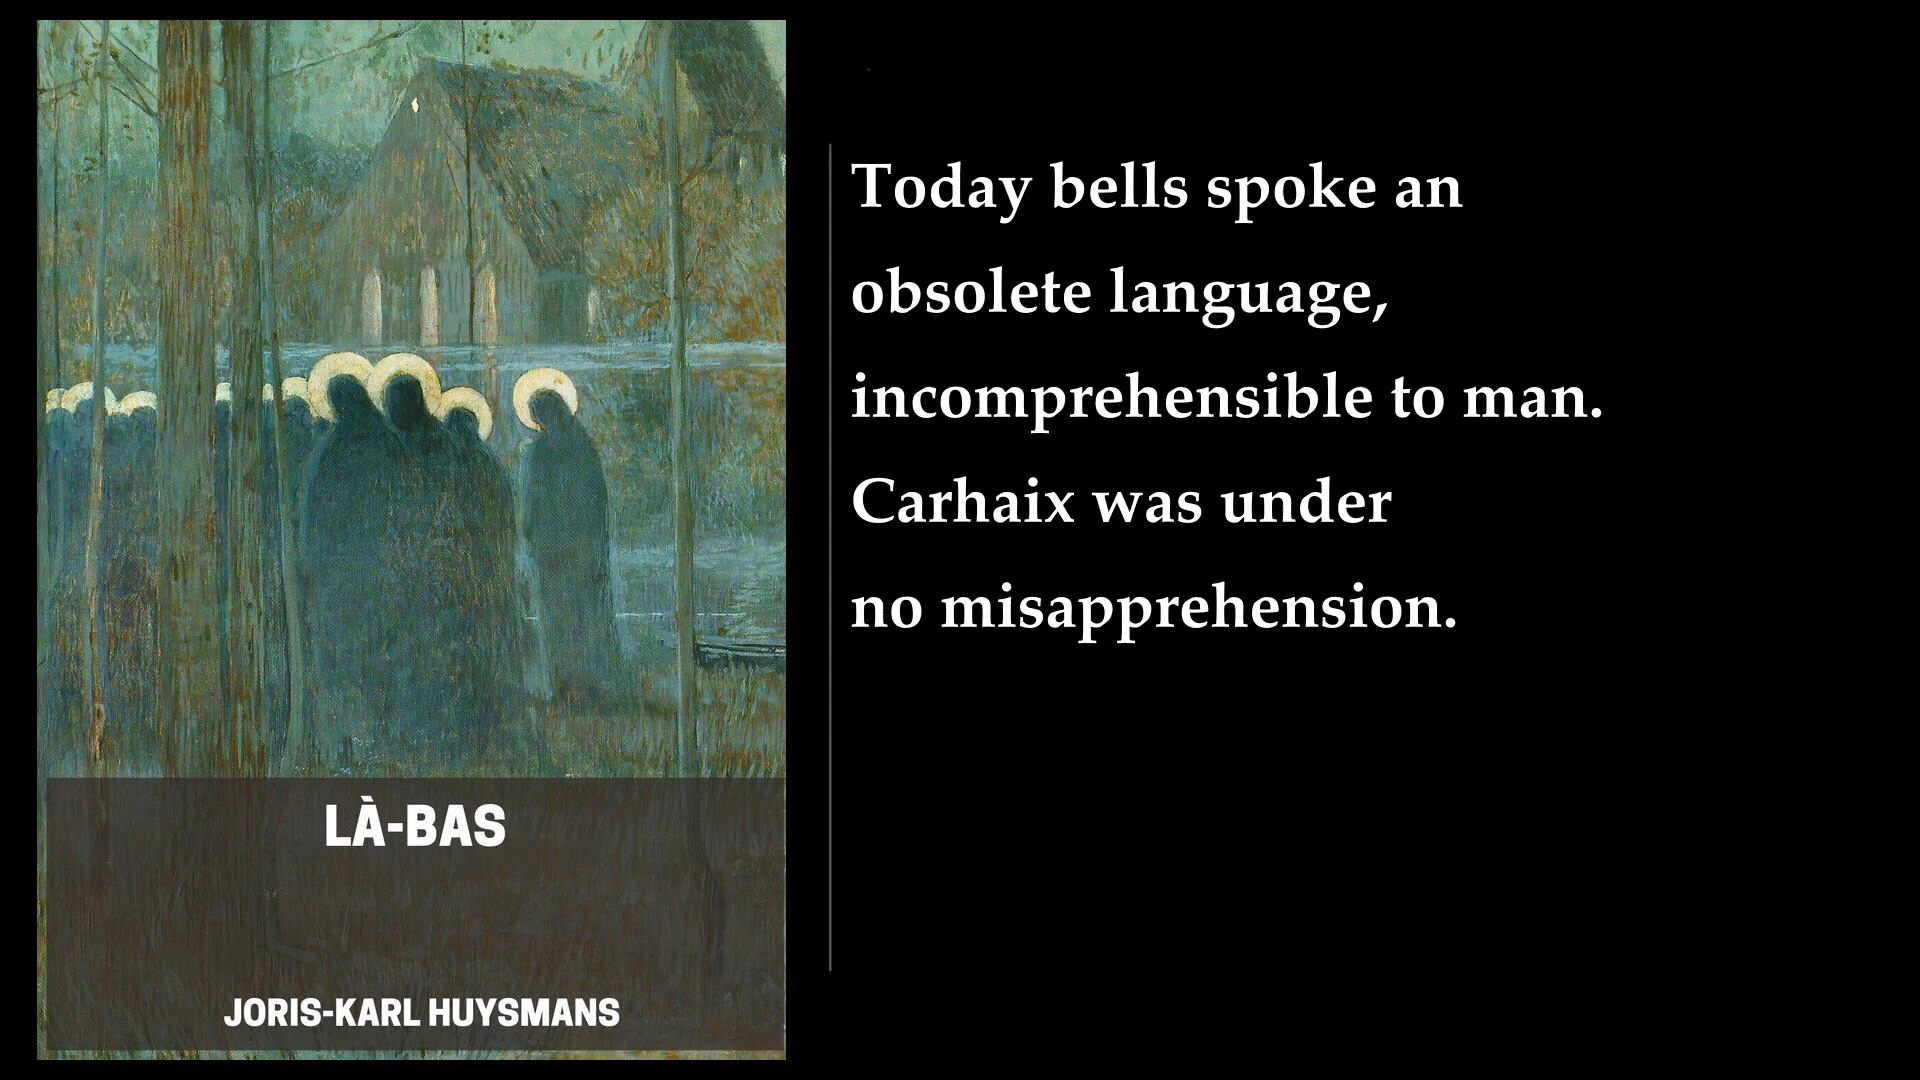 LÀ-BAS
JORIS-KARL HUYSMANS
Today bells spoke an
obsolete language,
incomprehensible to man.
Carhaix was under
no misapprehension.